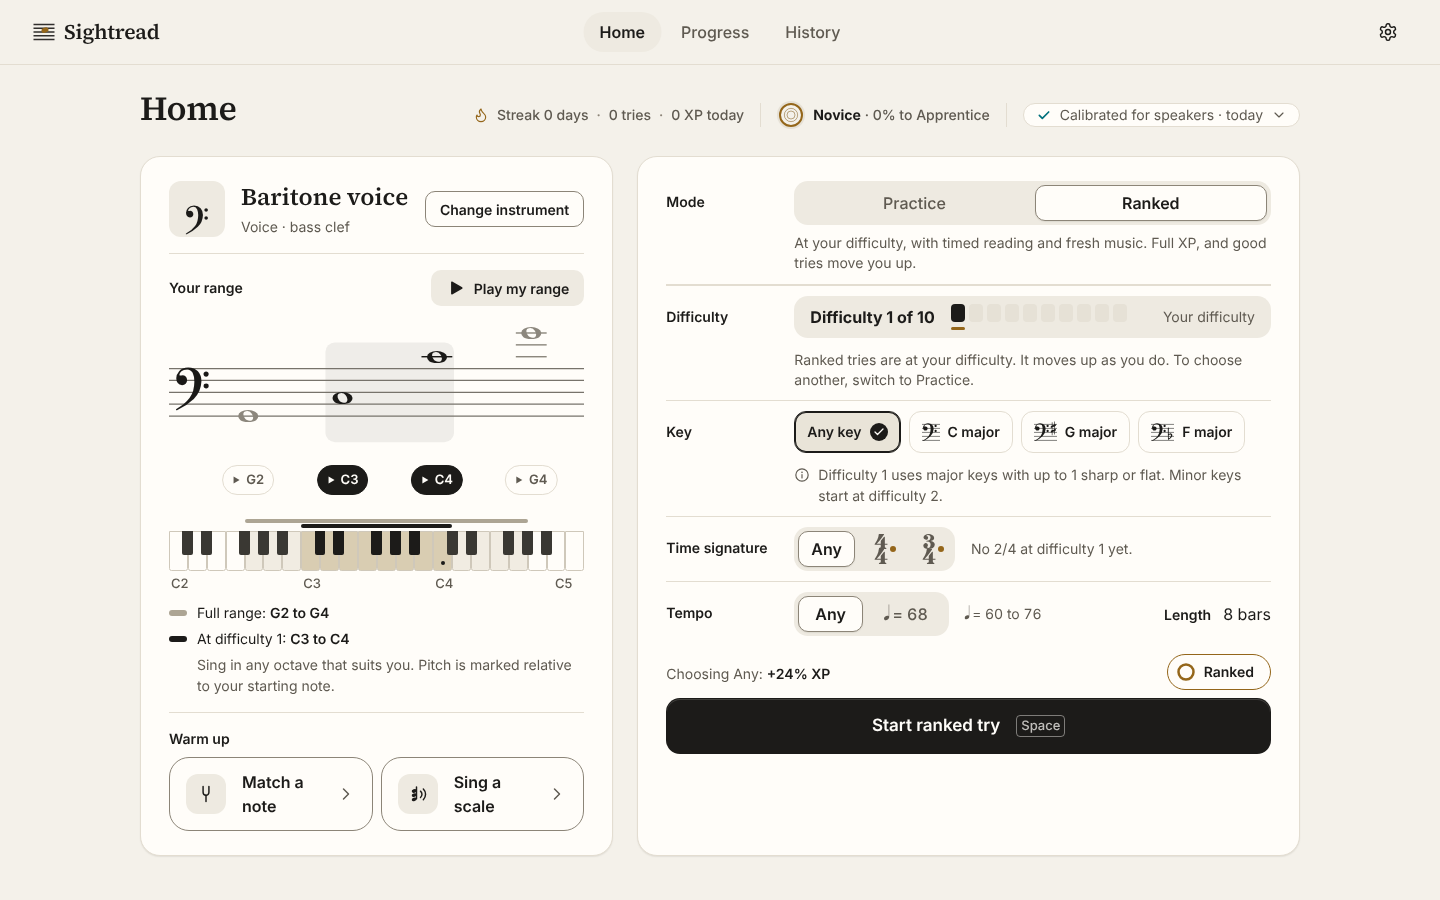 Sightread
Home
Progress
History
Home
Streak 0 days · 0 tries · 0 XP today
Novice · 0% to Apprentice
Calibrated for speakers · today
Baritone voice
Voice · bass clef
Change instrument
Your range
Play my range
G2
C3
C4
G4
C2
C3
C4
C5
Full range: G2 to G4
At difficulty 1: C3 to C4
Sing in any octave that suits you. Pitch is marked relative
to your starting note.
Warm up
Match a
note
Sing a
scale
Mode
Practice
Ranked
At your difficulty, with timed reading and fresh music. Full XP, and good
tries move you up.
Difficulty
Difficulty 1 of 10
Your difficulty
Ranked tries are at your difficulty. It moves up as you do. To choose
another, switch to Practice.
Key
Any key
C major
G major
F major
Difficulty 1 uses major keys with up to 1 sharp or flat. Minor keys
start at difficulty 2.
Time signature
Any
4
4
3
4
No 2/4 at difficulty 1 yet.
Tempo
Any
♩= 68
♩= 60 to 76
Length 8 bars
Choosing Any: +24% XP
Ranked
Start ranked try
Space